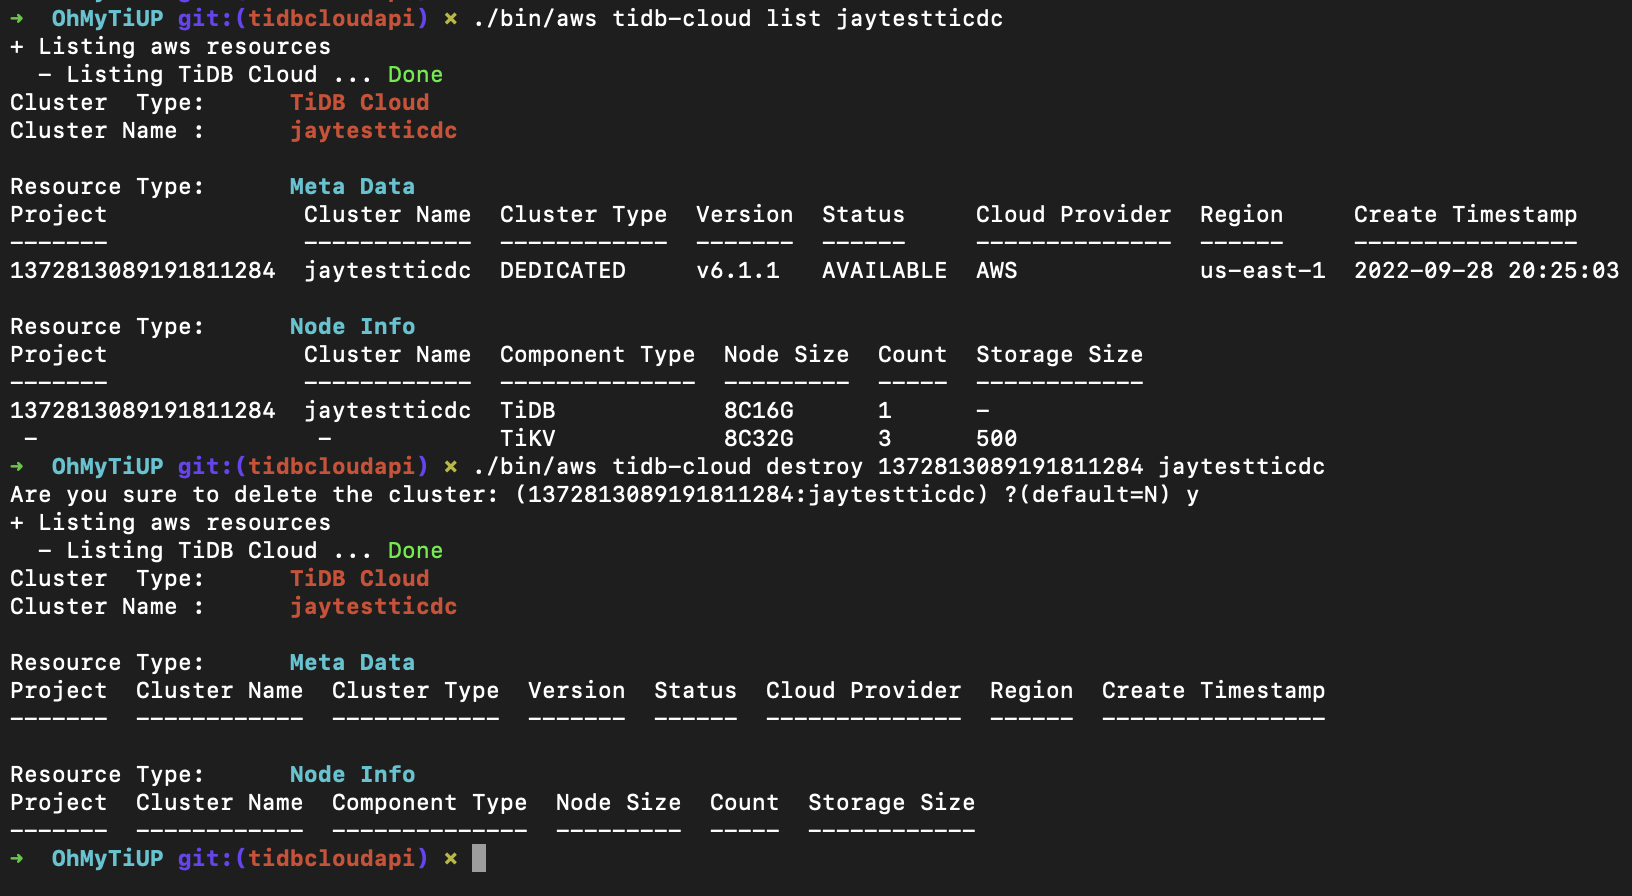 ➜  OhMyTiUP git:(tidbcloudapi) ✗ ./bin/aws tidb-cloud list jaytestticdc
+ Listing aws resources
  - Listing TiDB Cloud ... Done
Cluster  Type:      TiDB Cloud
Cluster Name :      jaytestticdc

Resource Type:      Meta Data
Project              Cluster Name  Cluster Type  Version  Status     Cloud Provider  Region     Create Timestamp
-------              ------------  ------------  -------  ------     --------------  ------     ----------------
1372813089191811284  jaytestticdc  DEDICATED     v6.1.1   AVAILABLE  AWS             us-east-1  2022-09-28 20:25:03

Resource Type:      Node Info
Project              Cluster Name  Component Type  Node Size  Count  Storage Size
-------              ------------  --------------  ---------  -----  ------------
1372813089191811284  jaytestticdc  TiDB            8C16G      1      -
 -                    -            TiKV            8C32G      3      500
➜  OhMyTiUP git:(tidbcloudapi) ✗ ./bin/aws tidb-cloud destroy 1372813089191811284 jaytestticdc
Are you sure to delete the cluster: (1372813089191811284:jaytestticdc) ?(default=N) y
+ Listing aws resources
  - Listing TiDB Cloud ... Done
Cluster  Type:      TiDB Cloud
Cluster Name :      jaytestticdc

Resource Type:      Meta Data
Project  Cluster Name  Cluster Type  Version  Status  Cloud Provider  Region  Create Timestamp
-------  ------------  ------------  -------  ------  --------------  ------  ----------------

Resource Type:      Node Info
Project  Cluster Name  Component Type  Node Size  Count  Storage Size
-------  ------------  --------------  ---------  -----  ------------
➜  OhMyTiUP git:(tidbcloudapi) ✗